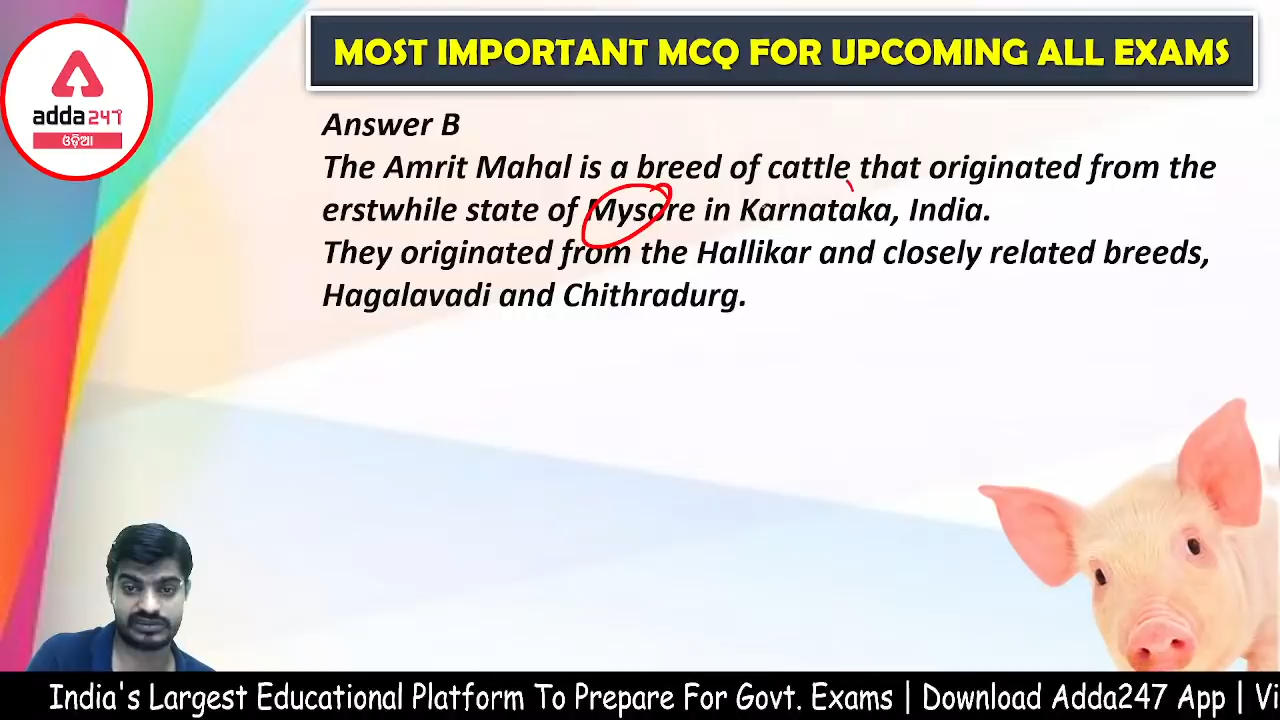 MOST IMPORTANT MCQ FOR UPCOMING ALL EXAMS
adda247
ଓଡ଼ିଆ
Answer B
The Amrit Mahal is a breed of cattle that originated from the
erstwhile state of Mysore in Karnataka, India.
They originated from the Hallikar and closely related breeds,
Hagalavadi and Chithradurg.
India's Largest Educational Platform To Prepare For Govt. Exams | Download Adda247 App | Vi